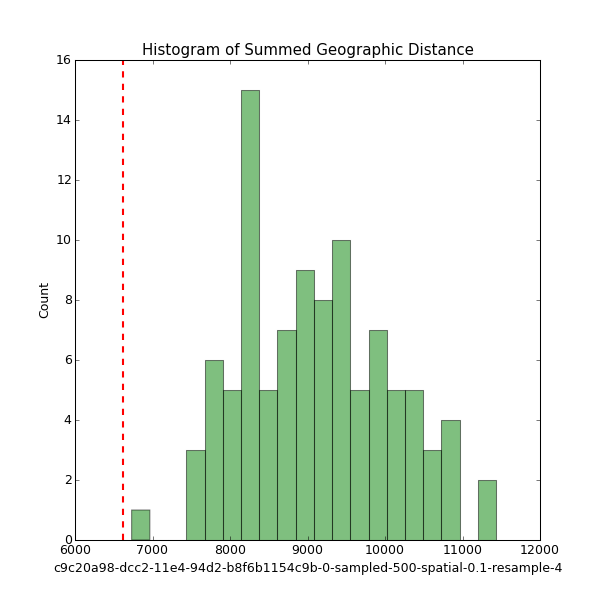 Histogram of Summed Geographic Distance
16
14
12
10
8
6
4
2
0
Count
6000 7000 8000 9000 10000 11000 12000
c9c20a98-dcc2-11e4-94d2-b8f6b1154c9b-0-sampled-500-spatial-0.1-resample-4